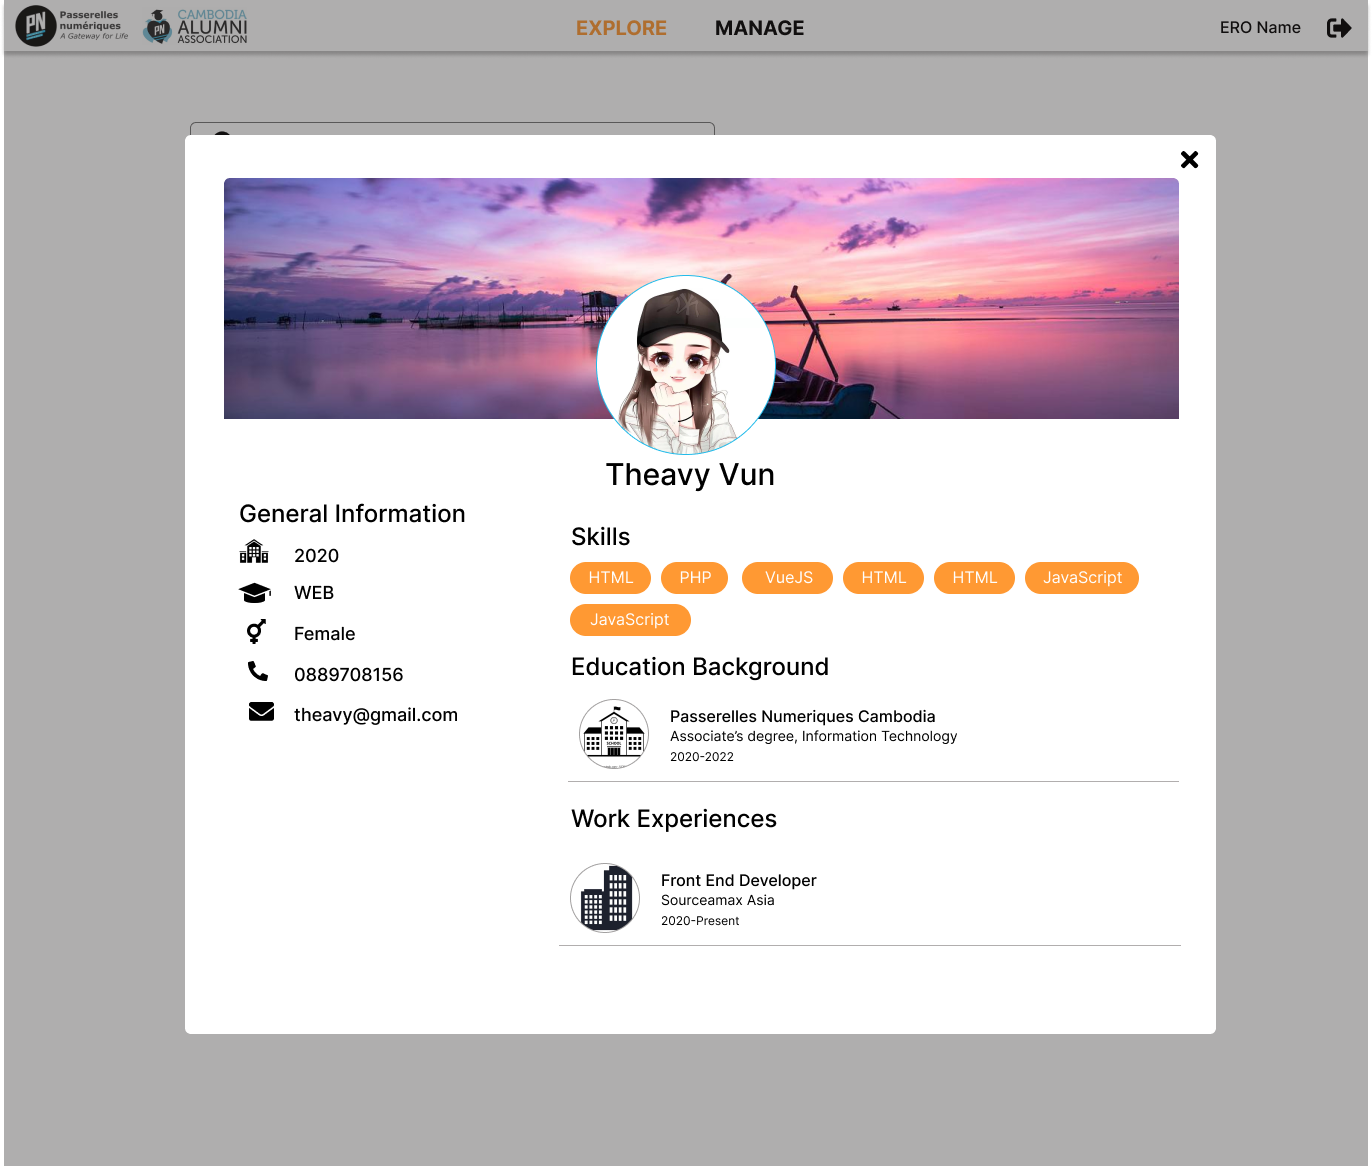 PN Passerelles
numériques
A Gateway for Life
PN CAMBODIA
ALUMNI
ASSOCIATION
EXPLORE MANAGE
ERO Name
Theavy Vun
General Information
2020
WEB
Female
0889708156
theavy@gmail.com
Skills
HTML PHP VueJS HTML HTML JavaScript
JavaScript
Education Background
SCHOOL
Passerelles Numeriques Cambodia
Associate’s degree, Information Technology
2020-2022
Work Experiences
Front End Developer
Sourceamax Asia
2020-Present